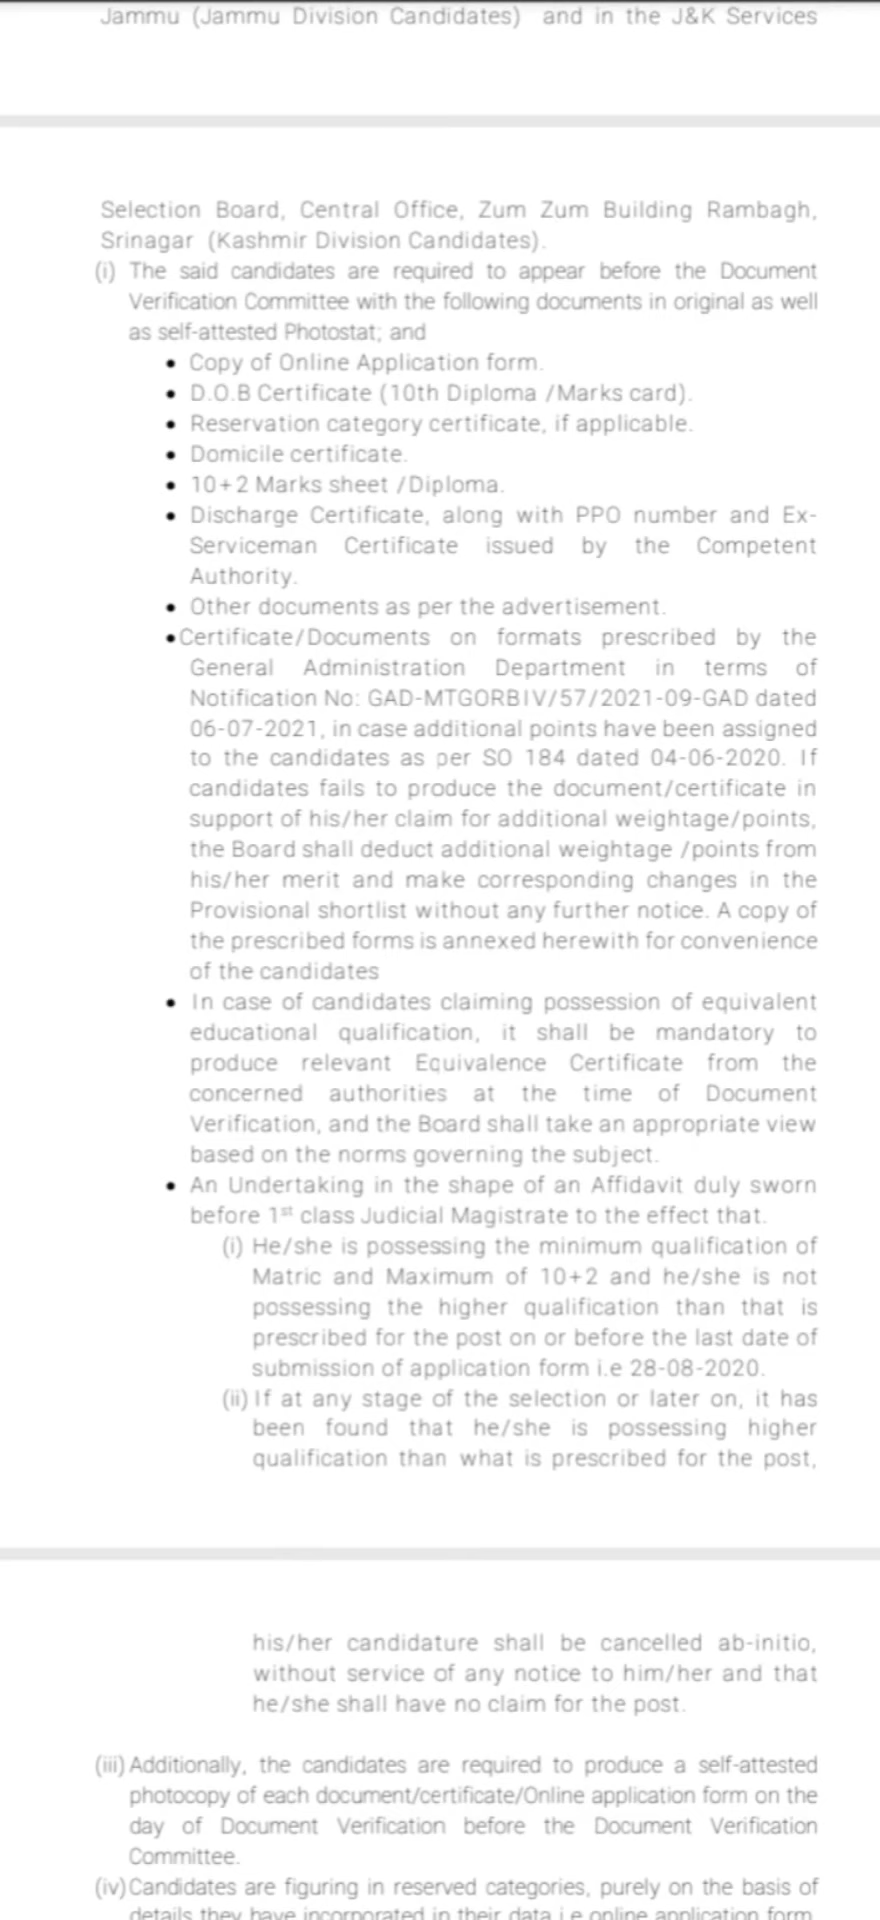 Jammu (Jammu Division Candidates) and in the J&K Services
Selection Board, Central Office, Zum Zum Building Rambagh,
Srinagar (Kashmir Division Candidates).
(i) The said candidates are required to appear before the Document
Verification Committee with the following documents in original as well
as self-attested Photostat; and
• Copy of Online Application form.
• D.O.B Certificate (10th Diploma /Marks card).
• Reservation category certificate, if applicable.
• Domicile certificate.
• 10+2 Marks sheet /Diploma.
• Discharge Certificate, along with PPO number and Ex-
Serviceman Certificate issued by the Competent
Authority.
• Other documents as per the advertisement.
•Certificate/Documents on formats prescribed by the
General Administration Department in terms of
Notification No: GAD-MTGORBIV/57/2021-09-GAD dated
06-07-2021, in case additional points have been assigned
to the candidates as per SO 184 dated 04-06-2020. If
candidates fails to produce the document/certificate in
support of his/her claim for additional weightage/points,
the Board shall deduct additional weightage /points from
his/her merit and make corresponding changes in the
Provisional shortlist without any further notice. A copy of
the prescribed forms is annexed herewith for convenience
of the candidates
• In case of candidates claiming possession of equivalent
educational qualification, it shall be mandatory to
produce relevant Equivalence Certificate from the
concerned authorities at the time of Document
Verification, and the Board shall take an appropriate view
based on the norms governing the subject.
• An Undertaking in the shape of an Affidavit duly sworn
before 1st class Judicial Magistrate to the effect that.
(i) He/she is possessing the minimum qualification of
Matric and Maximum of 10+2 and he/she is not
possessing the higher qualification than that is
prescribed for the post on or before the last date of
submission of application form i.e 28-08-2020.
(ii) If at any stage of the selection or later on, it has
been found that he/she is possessing higher
qualification than what is prescribed for the post,
his/her candidature shall be cancelled ab-initio,
without service of any notice to him/her and that
he/she shall have no claim for the post.
(iii) Additionally, the candidates are required to produce a self-attested
photocopy of each document/certificate/Online application form on the
day of Document Verification before the Document Verification
Committee.
(iv) Candidates are figuring in reserved categories, purely on the basis of
details they have incorporated in their data i.e online application form